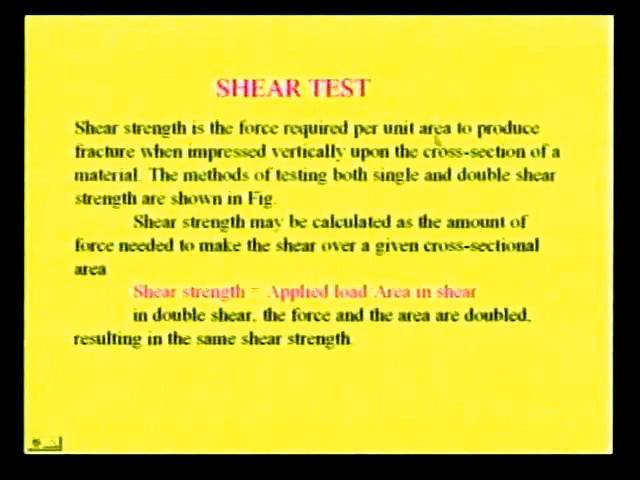 SHEAR TEST
Shear strength is the force required per unit area to produce
fracture when impressed vertically upon the cross-section of a
material. The methods of testing both single and double shear
strength are shown in Fig.
Shear strength may be calculated as the amount of
force needed to make the shear over a given cross-sectional
area
Shear strength = Applied load Area in shear
in double shear, the force and the area are doubled,
resulting in the same shear strength.